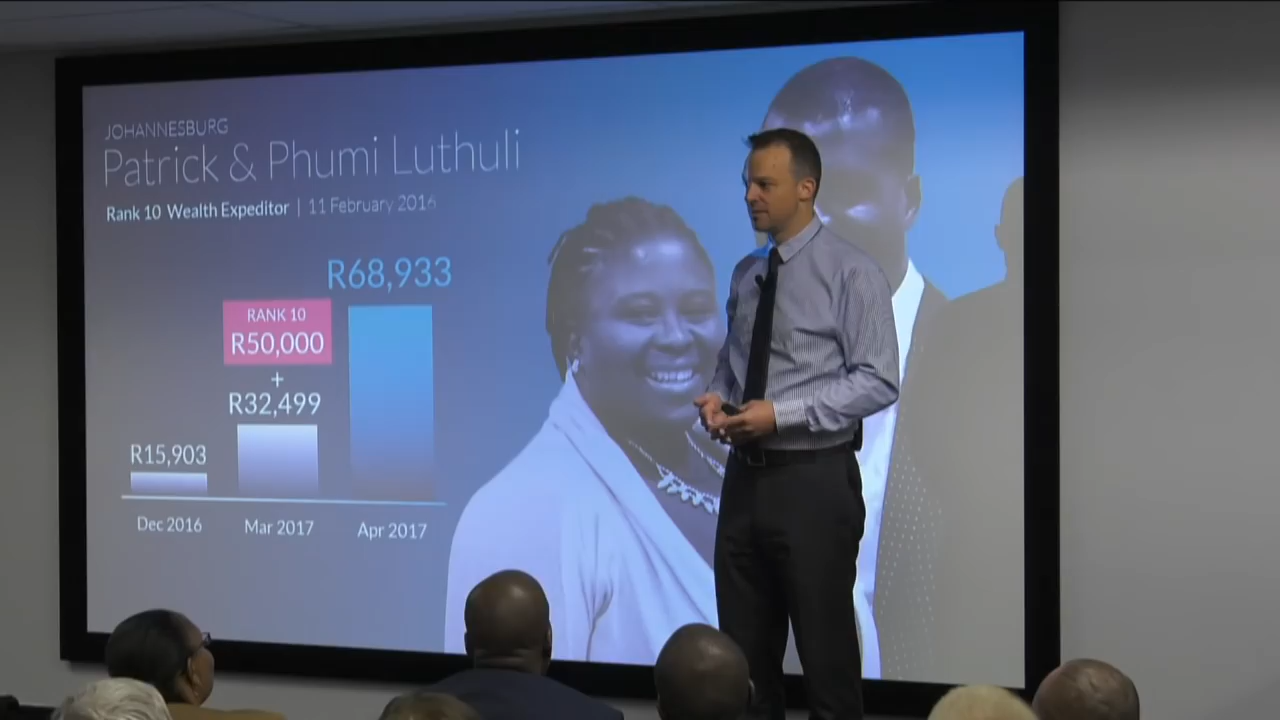 JOHANNESBURG
Patrick & Phumi Luthuli
Rank 10 Wealth Expeditor | 11 February 2016
R68,933
RANK 10
R50,000
+
R32,499
R15,903
Dec 2016
Mar 2017
Apr 2017